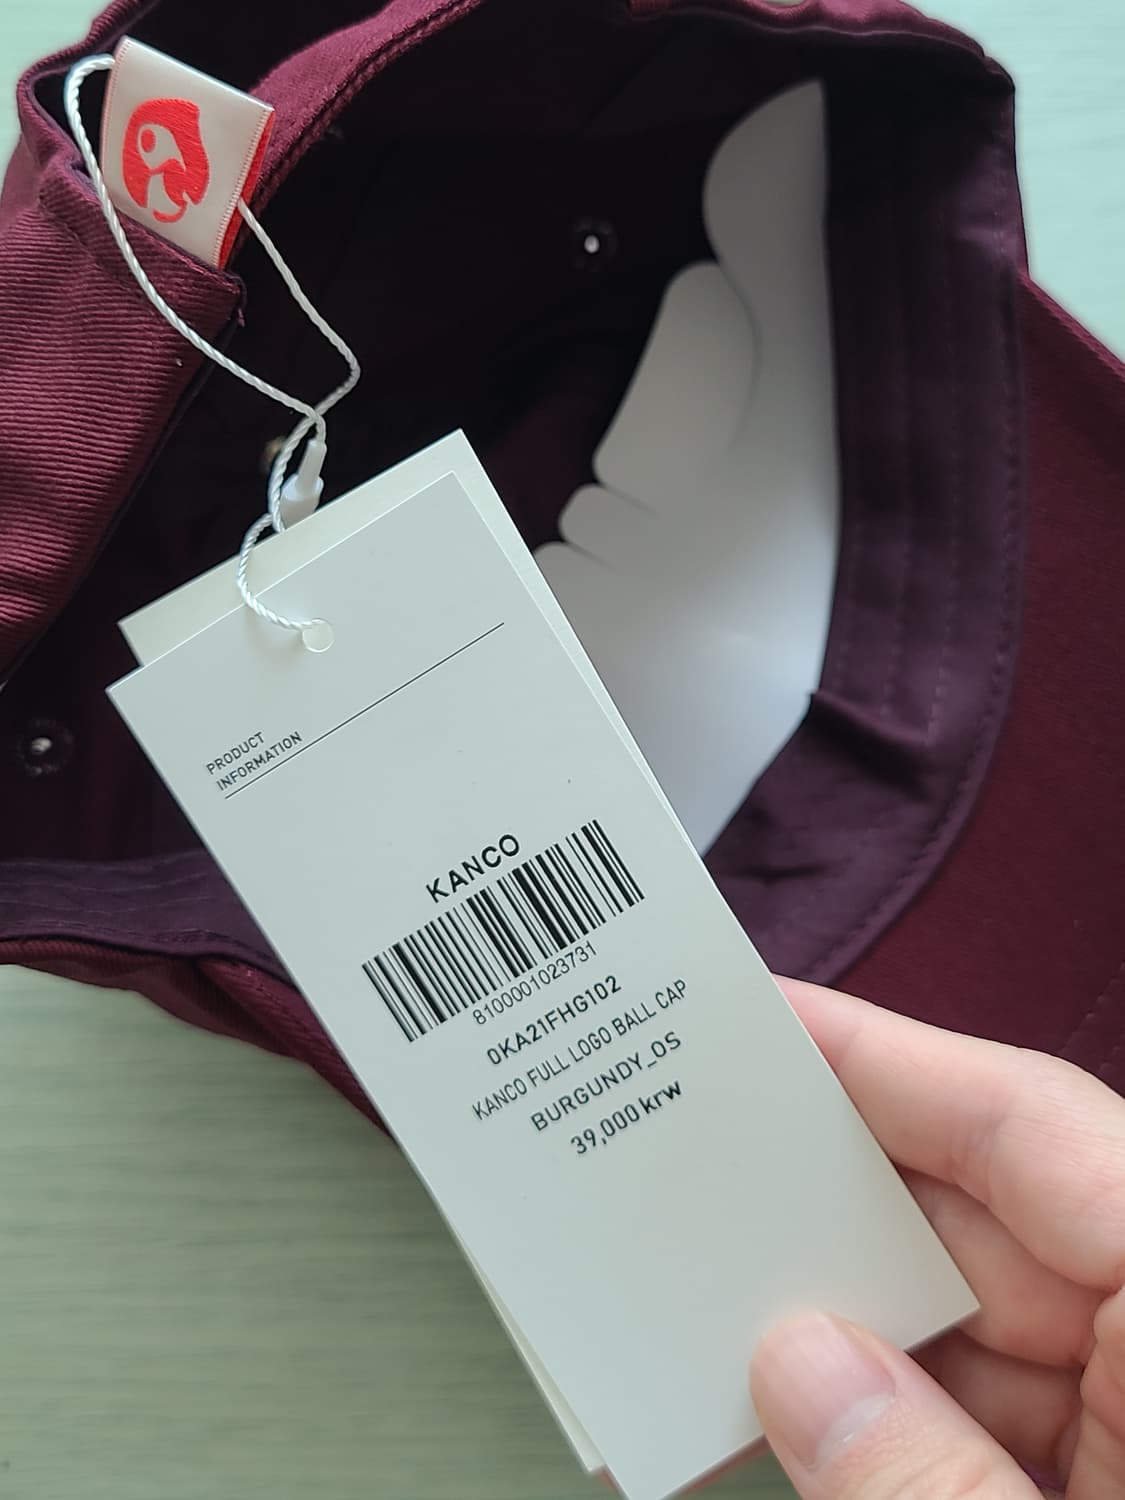 PRODUCT
INFORMATION
KANCO
8100001023731
0KA21FHG102
KANCO FULL LOGO BALL CAP
BURGUNDY_OS
39,000 krw